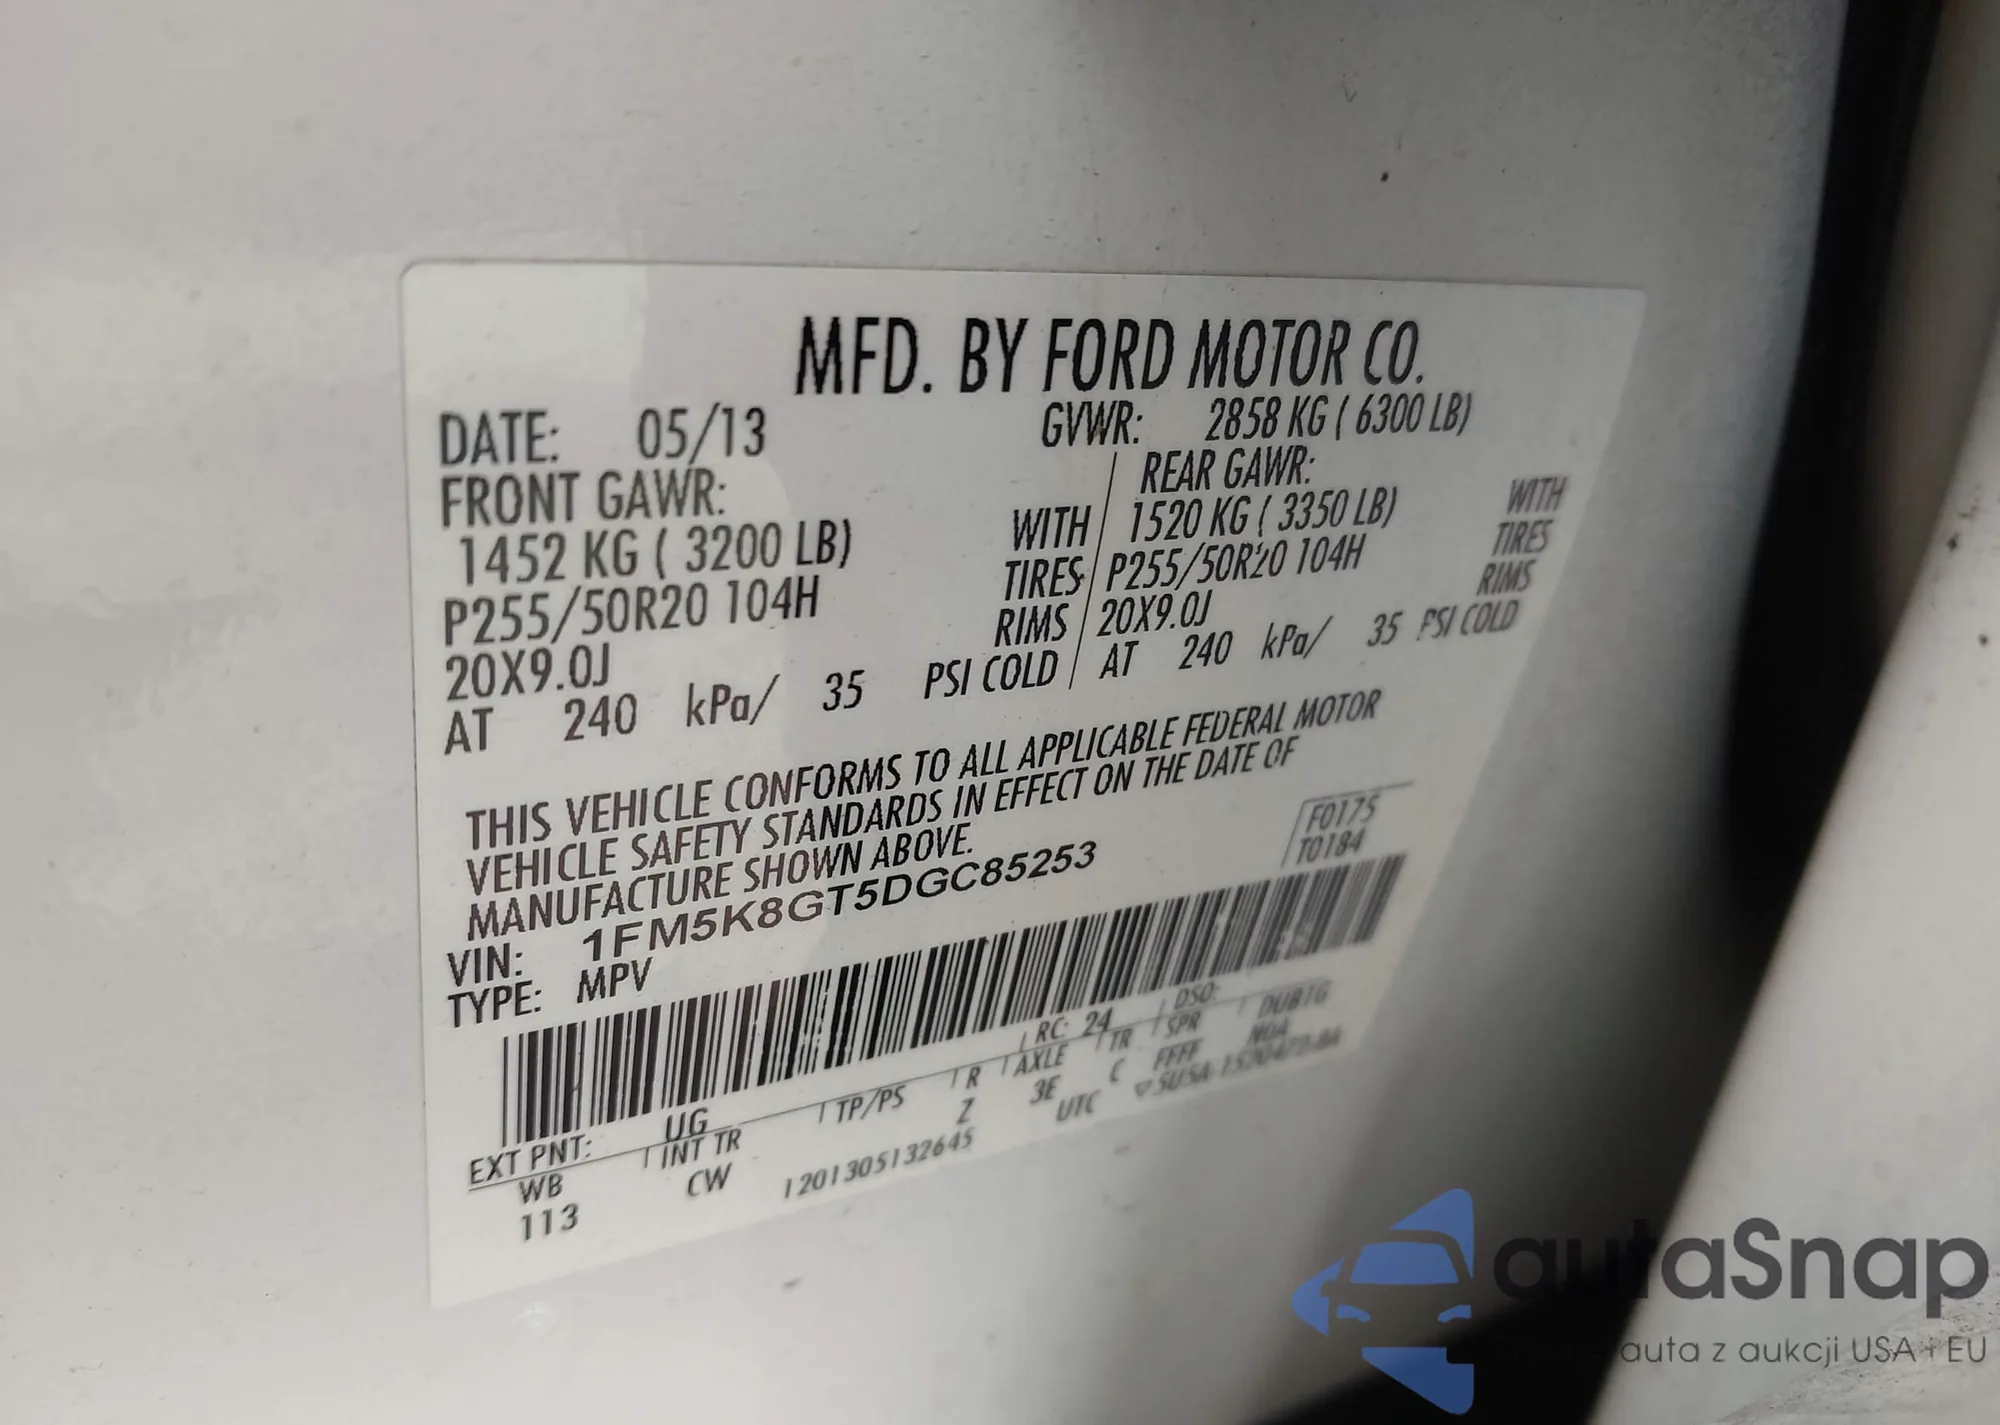 MFD. BY FORD MOTOR CO.
DATE: 05/13 GVWR: 2858 KG ( 6300 LB)
FRONT GAWR: REAR GAWR:
1452 KG ( 3200 LB) WITH 1520 KG ( 3350 LB) WITH
P255/50R20 104H TIRES P255/50R20 104H TIRES
20X9.0J RIMS 20X9.0J RIMS
AT 240 kPa/ 35 PSI COLD AT 240 kPa/ 35 PSI COLD
THIS VEHICLE CONFORMS TO ALL APPLICABLE FEDERAL MOTOR
VEHICLE SAFETY STANDARDS IN EFFECT ON THE DATE OF
MANUFACTURE SHOWN ABOVE.
F0175
T0184
VIN: 1FM5K8GT5DGC85253
TYPE: MPV
EXT PNT: UG RC: 24 DSO:
WB INT TR TP/PS R AXLE TR SPR
113 CW Z 3E C FFFF
1201305132645 UTC
autaSnap
auta z aukcji USA i EU